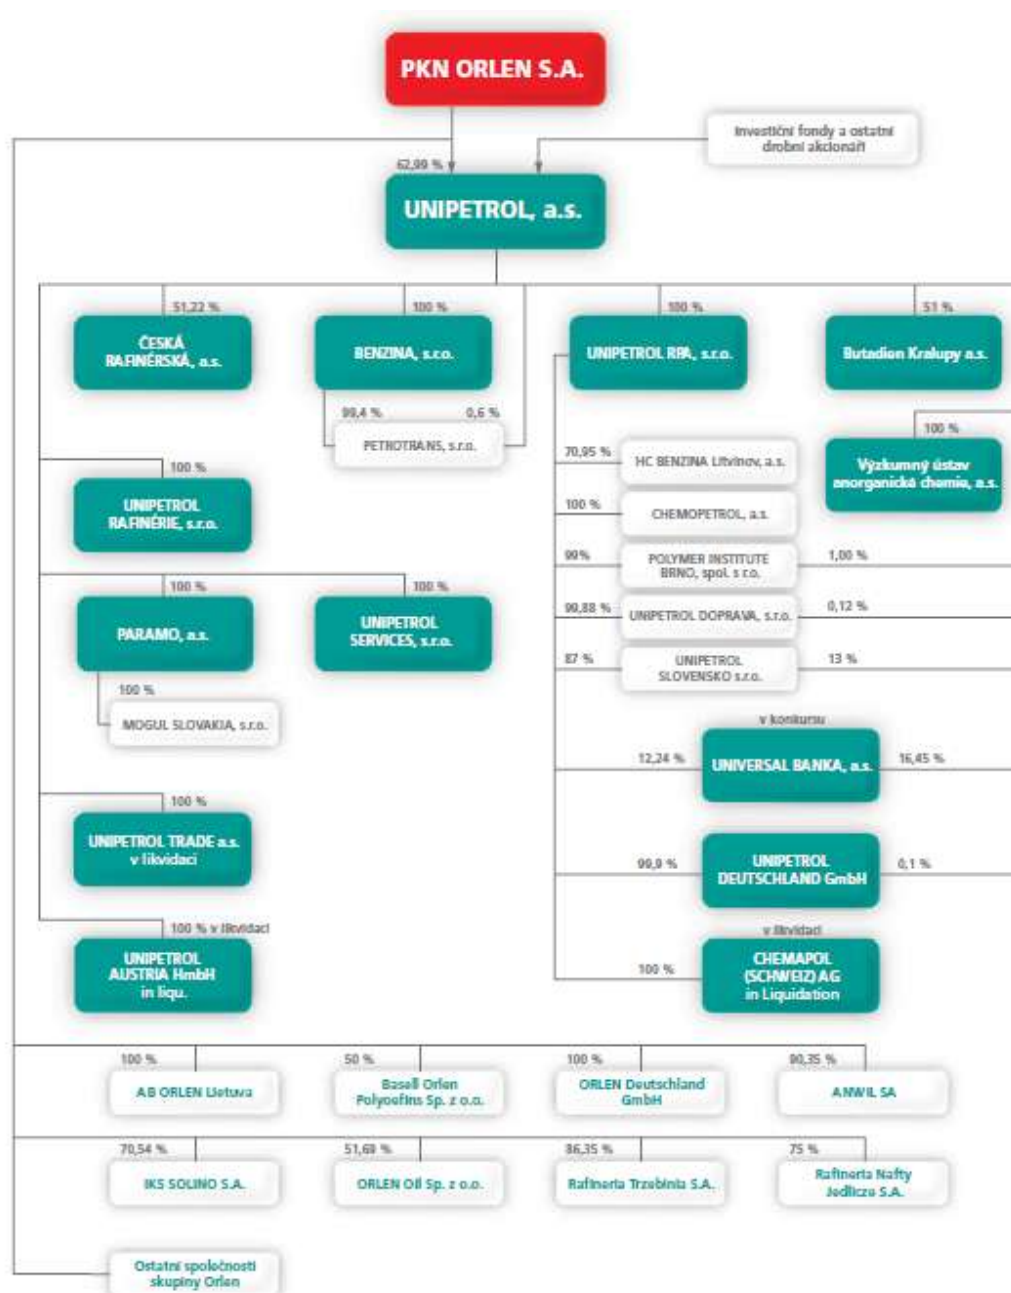 PKN ORLEN S.A.
Investiční fondy a ostatní
drobní akcionáři
62,99 %
UNIPETROL, a.s.
51,22 %
100 %
100 %
51 %
ČESKÁ
RAFINÉRSKÁ, a.s.
BENZINA, s.r.o.
UNIPETROL RPA, s.r.o.
Butadien Kralupy a.s.
99,4 %
0,6 %
PETROTRANS, s.r.o.
100 %
Výzkumný ústav
anorganické chemie, a.s.
70,95 %
HC BENZINA Litvínov, a.s.
100 %
UNIPETROL
RAFINÉRIE, s.r.o.
100 %
CHEMOPETROL, a.s.
99%
POLYMER INSTITUTE
BRNO, spol. s r.o.
1,00 %
100 %
100 %
PARAMO, a.s.
UNIPETROL
SERVICES, s.r.o.
99,88 %
UNIPETROL DOPRAVA, s.r.o.
0,12 %
87 %
UNIPETROL
SLOVENSKO s.r.o.
13 %
100 %
MOGUL SLOVAKIA, s.r.o.
v konkursu
12,24 %
UNIVERSAL BANKA, a.s.
16,45 %
100 %
UNIPETROL TRADE a.s.
v likvidaci
99,9 %
UNIPETROL
DEUTSCHLAND GmbH
0,1 %
100 % v likvidaci
UNIPETROL
AUSTRIA HmbH
in liqu.
v likvidaci
100 %
CHEMAPOL
(SCHWEIZ) AG
in Liquidation
100 %
50 %
100 %
90,35 %
AB ORLEN Lietuva
Basell Orlen
Polyoefins Sp. z o.o.
ORLEN Deutschland
GmbH
ANWIL SA
70,54 %
51,69 %
86,35 %
75 %
IKS SOLINO S.A.
ORLEN Oil Sp. z o.o.
Rafineria Trzebinia S.A.
Rafineria Nafty
Jedlicze S.A.
Ostatní společnosti
skupiny Orlen